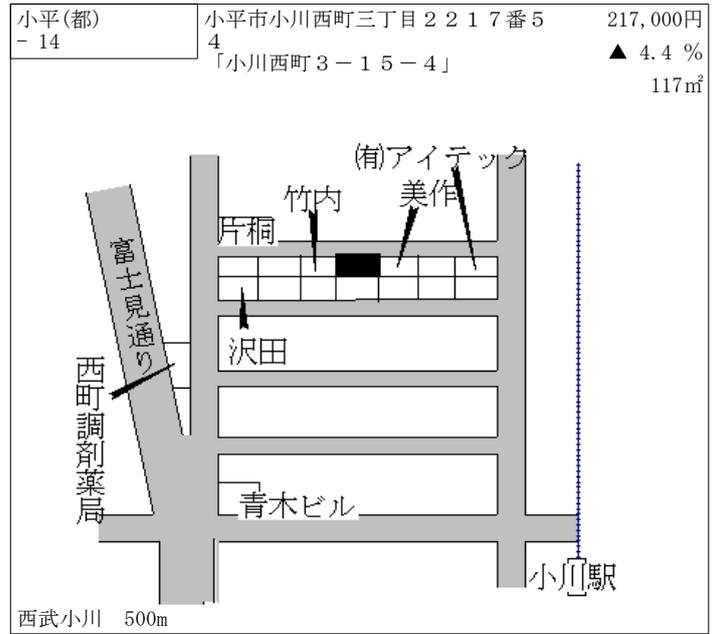 小平(都)
- 14
小平市小川西町三丁目２２１７番５
４
「小川西町３－１５－４」
217,000円
▲ 4.4 %
117㎡
㈲アイテック
竹内
美作
片桐
富士見通り
沢田
西町調剤薬局
青木ビル
小川駅
西武小川　500m